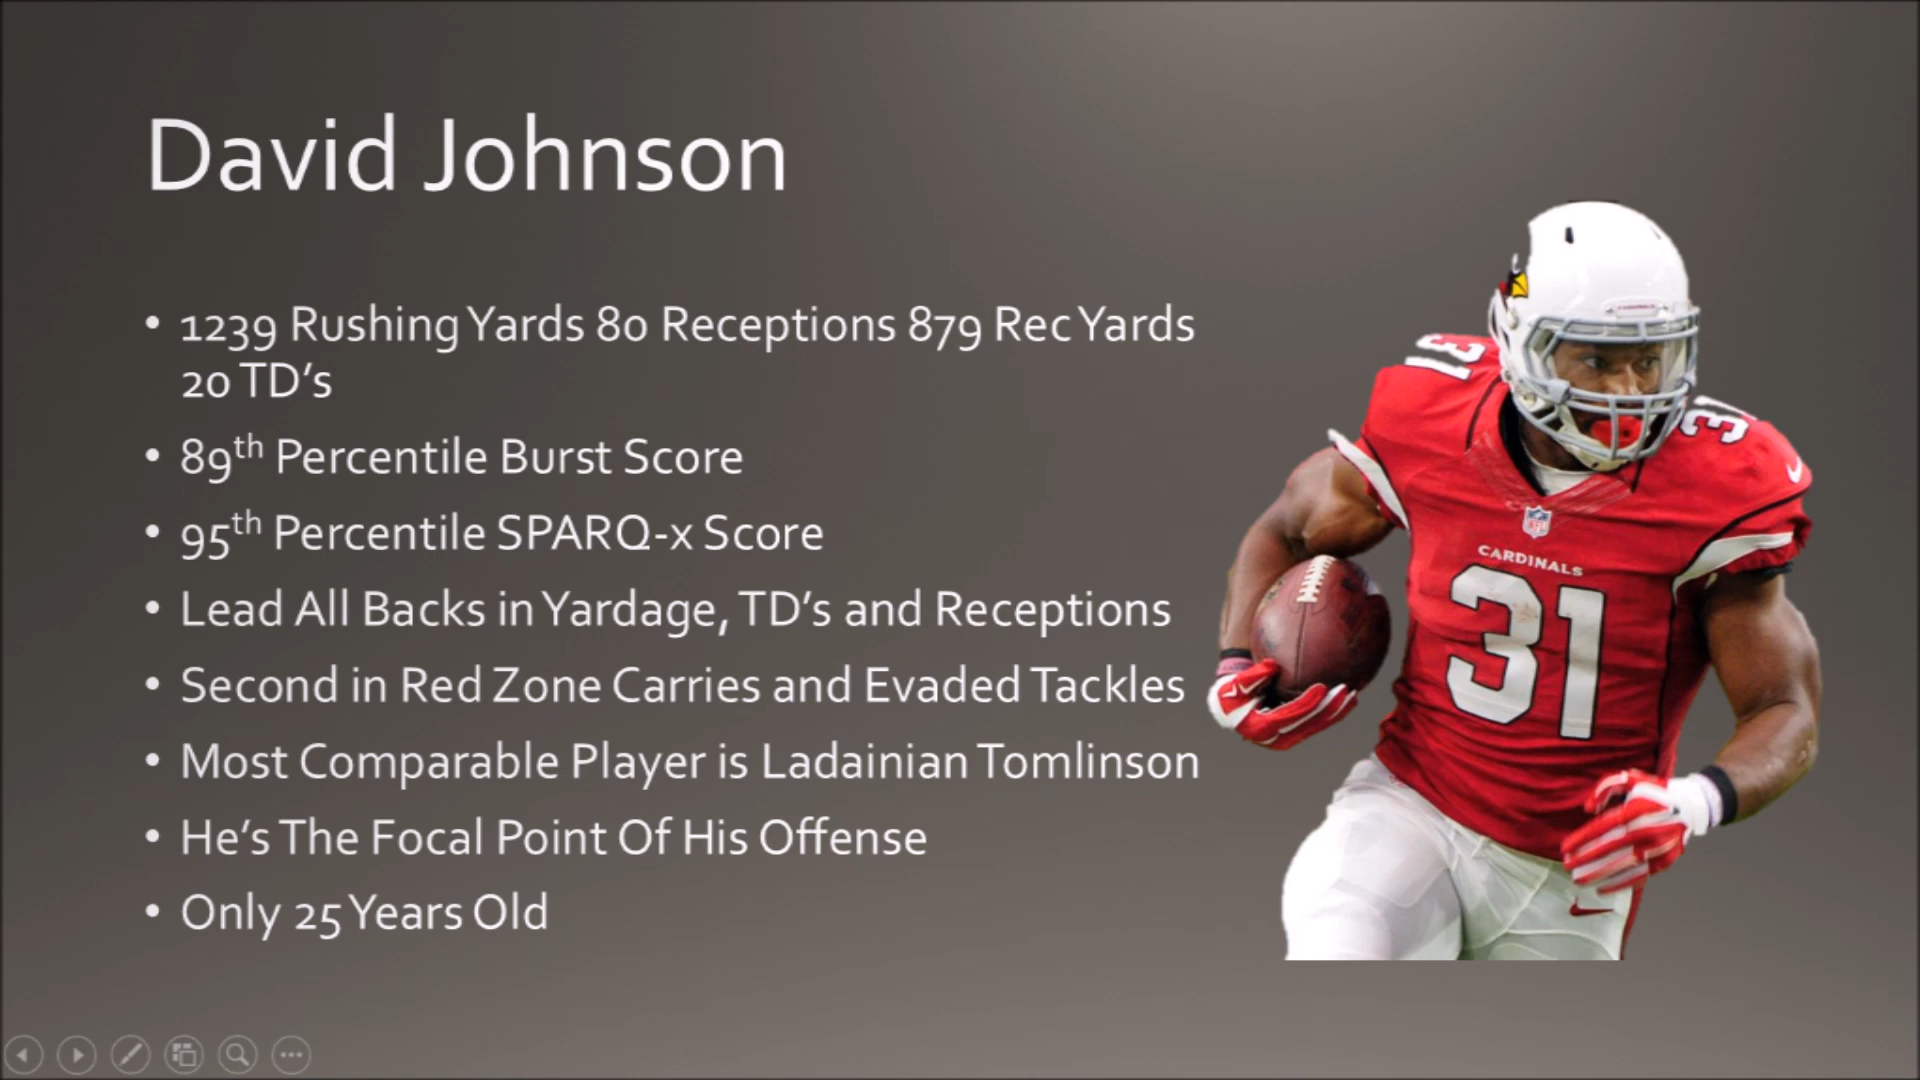 David Johnson
• 1239 Rushing Yards 80 Receptions 879 Rec Yards
20 TD's
• 89th Percentile Burst Score
• 95th Percentile SPARQ-x Score
• Lead All Backs in Yardage, TD's and Receptions
• Second in Red Zone Carries and Evaded Tackles
• Most Comparable Player is Ladainian Tomlinson
• He's The Focal Point Of His Offense
• Only 25 Years Old
31
31
NFL
CARDINALS
31